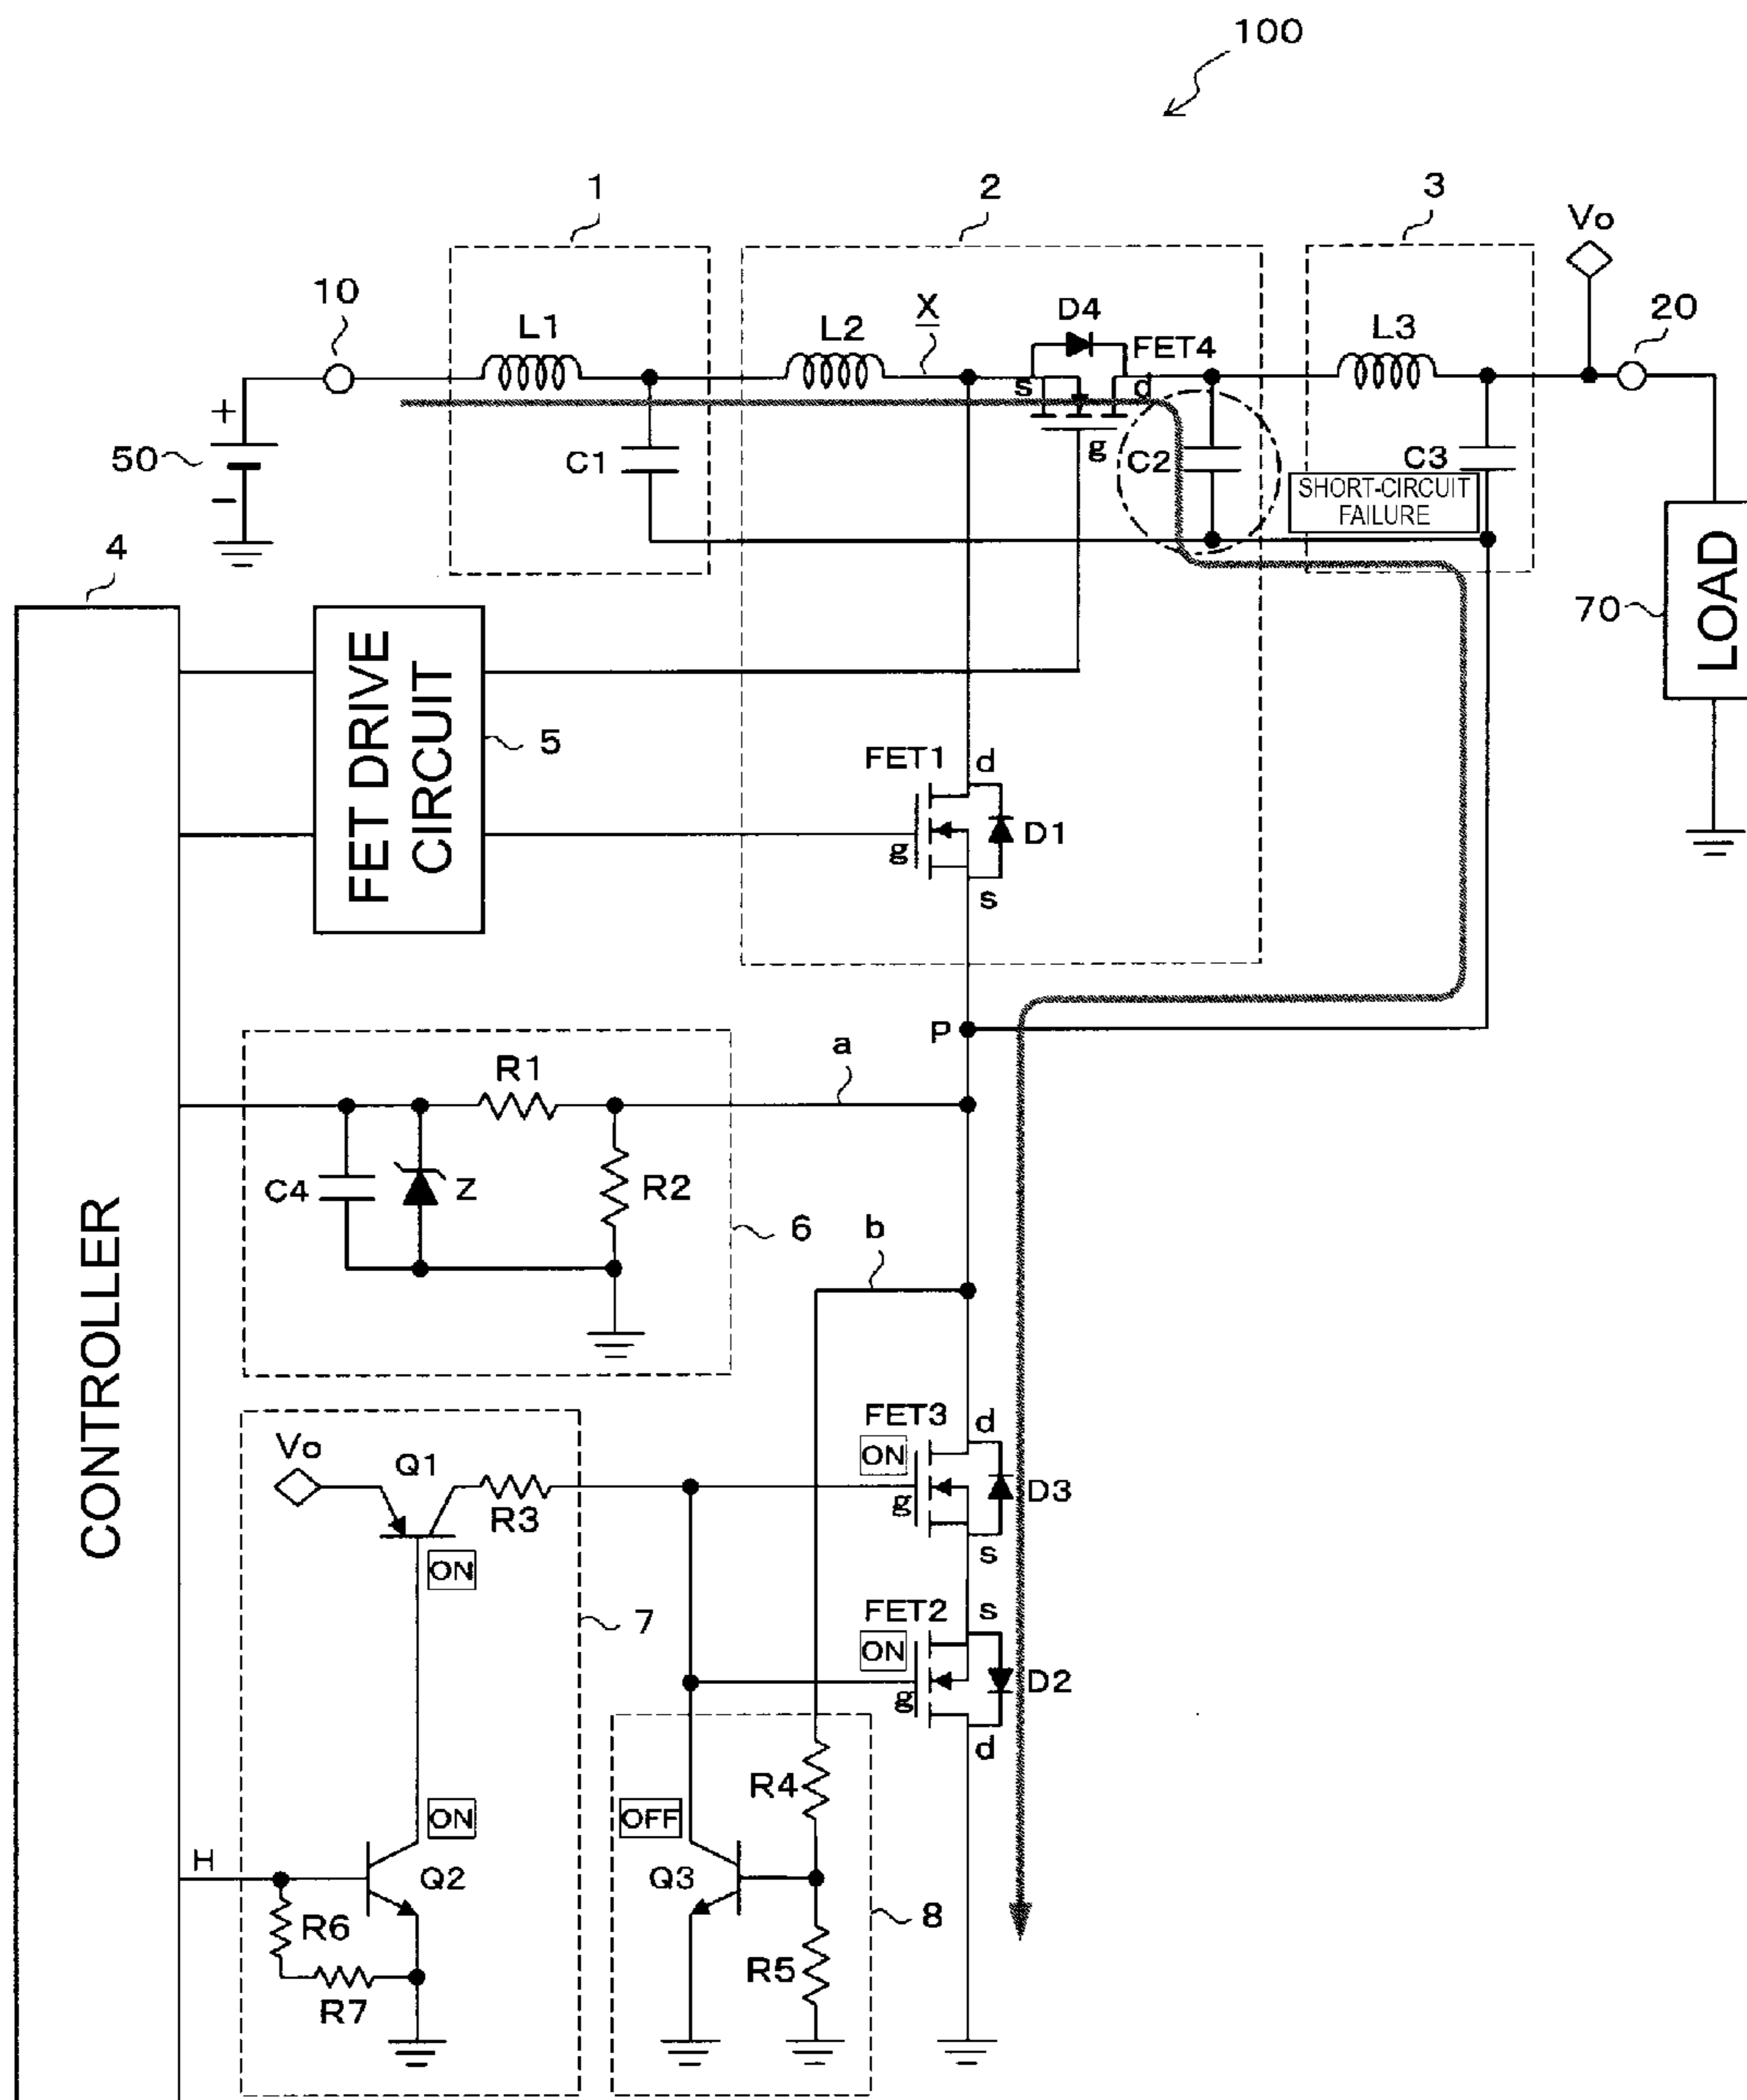 100
1
2
3
Vo
10
L1
L2
X
D4
FET4
L3
20
s
d
g
+
50
-
C1
C2
C3
SHORT-CIRCUIT
FAILURE
4
FET DRIVE
CIRCUIT
5
70
LOAD
FET1
d
g
D1
s
P
a
R1
C4
Z
R2
6
b
CONTROLLER
Vo
Q1
R3
ON
7
FET3
d
ON
g
D3
s
FET2
s
ON
g
D2
d
R4
ON
OFF
H
Q2
Q3
8
R6
R5
R7